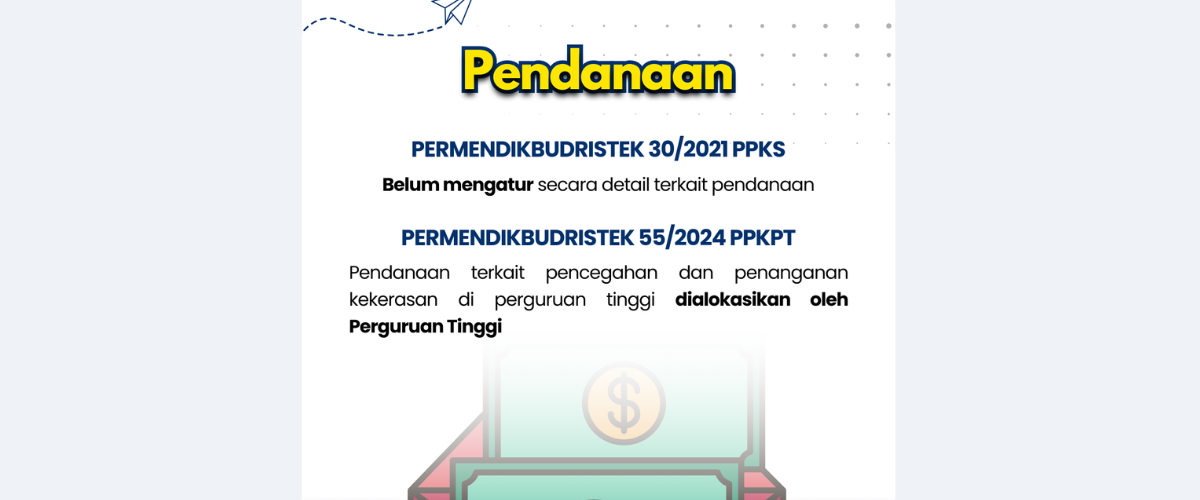 Pendanaan
PERMENDIKBUDRISTEK 30/2021 PPKS
Belum mengatur secara detail terkait pendanaan
PERMENDIKBUDRISTEK 55/2024 PPKPT
Pendanaan terkait pencegahan dan penanganan
kekerasan di perguruan tinggi dialokasikan oleh
Perguruan Tinggi
$